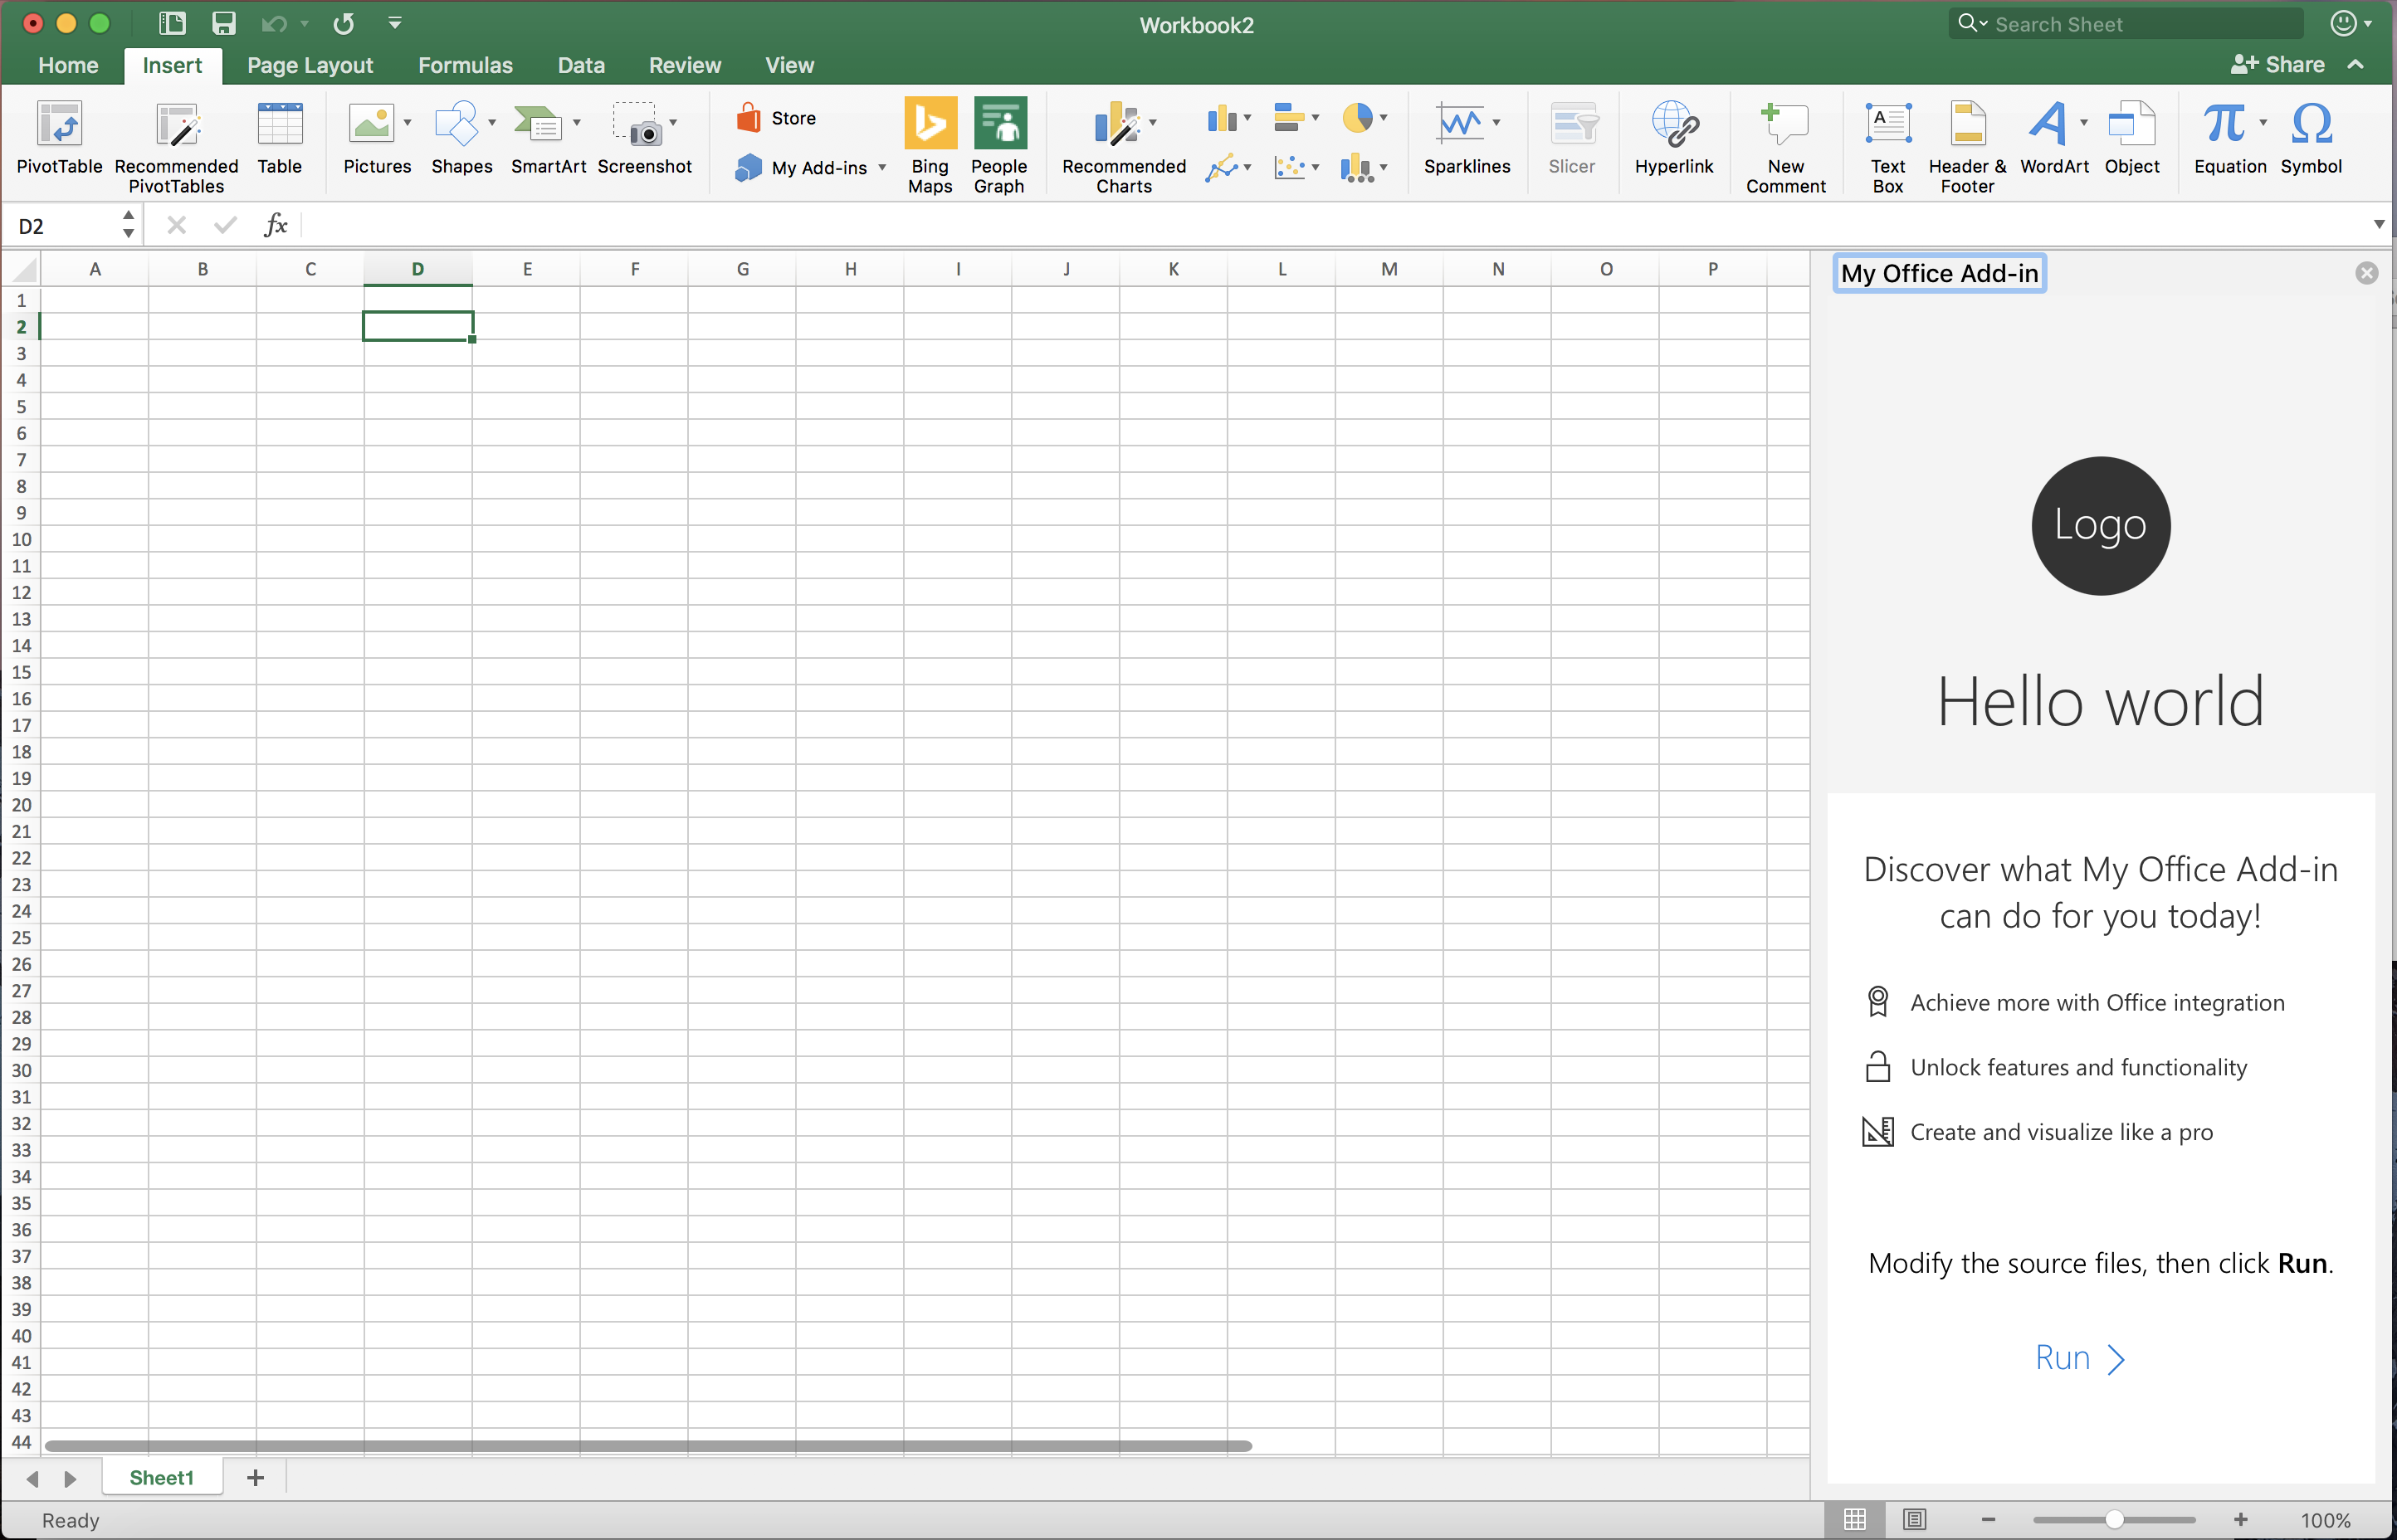 Workbook2
Search Sheet
Home Insert Page Layout Formulas Data Review View
Share
PivotTable
Recommended
PivotTables
Table
Pictures
Shapes
SmartArt
Screenshot
Store
My Add-ins
Bing
Maps
People
Graph
Recommended
Charts
Sparklines
Slicer
Hyperlink
New
Comment
A
Text
Box
Header &
Footer
A
WordArt
Object
π
Equation
Ω
Symbol
D2
fx
A B C D E F G H I J K L M N O P
1
2
3
4
5
6
7
8
9
10
11
12
13
14
15
16
17
18
19
20
21
22
23
24
25
26
27
28
29
30
31
32
33
34
35
36
37
38
39
40
41
42
43
44
My Office Add-in
Logo
Hello world
Discover what My Office Add-in
can do for you today!
Achieve more with Office integration
Unlock features and functionality
Create and visualize like a pro
Modify the source files, then click Run.
Run
Sheet1
Ready
100%